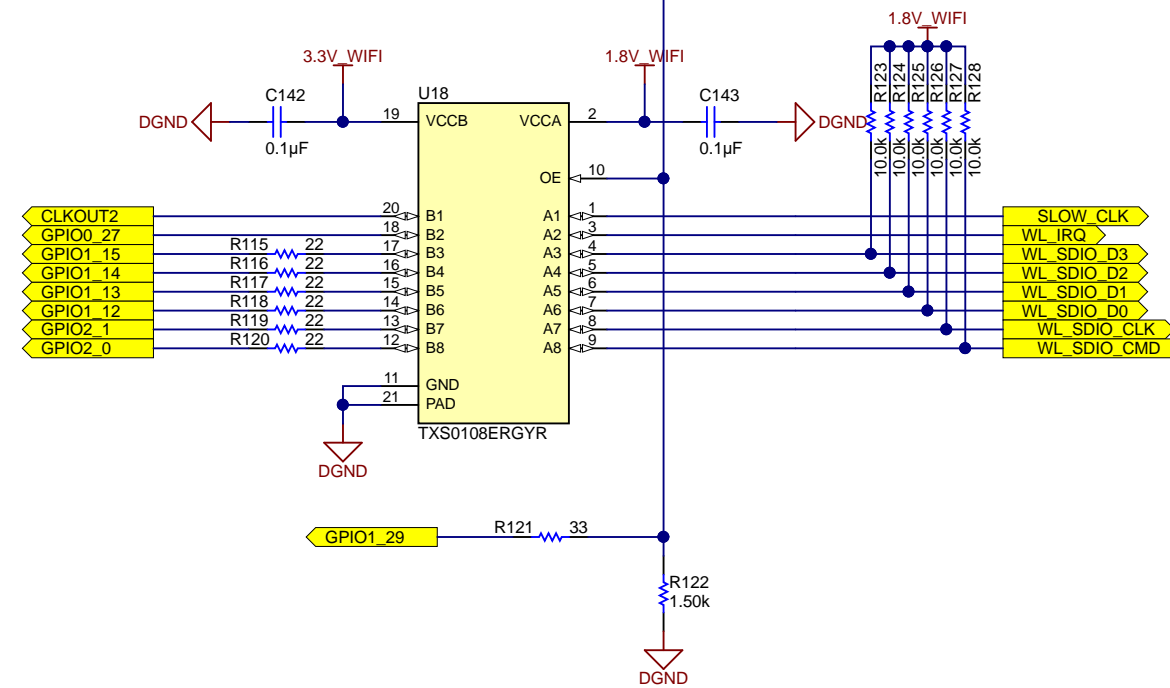 1.8V_WIFI
3.3V_WIFI
1.8V_WIFI
R123
R124
R125
R126
R127
R128
10.0k
10.0k
10.0k
10.0k
10.0k
10.0k
C142
U18
C143
DGND
0.1µF
19
VCCB
VCCA
2
0.1µF
DGND
OE
10
CLKOUT2
20
B1
A1
1
SLOW_CLK
GPIO0_27
18
B2
A2
3
WL_IRQ
GPIO1_15
R115
22
17
B3
A3
4
WL_SDIO_D3
GPIO1_14
R116
22
16
B4
A4
5
WL_SDIO_D2
GPIO1_13
R117
22
15
B5
A5
6
WL_SDIO_D1
GPIO1_12
R118
22
14
B6
A6
7
WL_SDIO_D0
GPIO2_1
R119
22
13
B7
A7
8
WL_SDIO_CLK
GPIO2_0
R120
22
12
B8
A8
9
WL_SDIO_CMD
11
GND
21
PAD
TXS0108ERGYR
DGND
GPIO1_29
R121
33
R122
1.50k
DGND